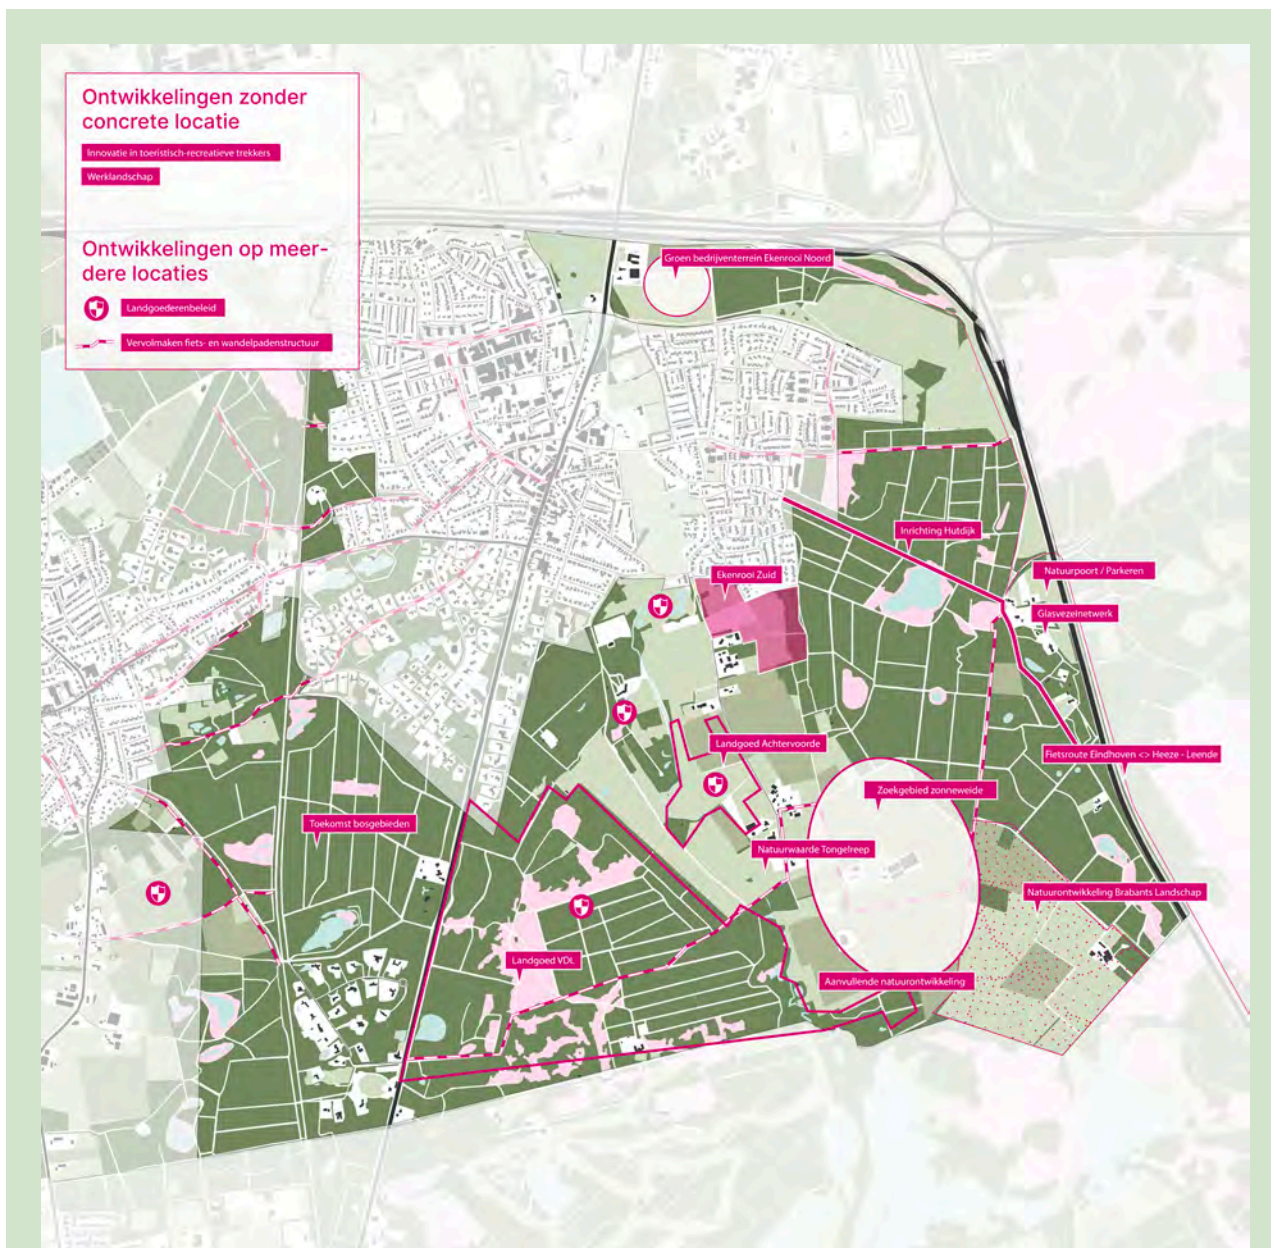 Ontwikkelingen zonder
concrete locatie
Innovatie in toeristisch-recreatieve trekkers
Werklandschap
Ontwikkelingen op meer-
dere locaties
Landgoederenbeleid
Vervolmaken fiets- en wandelpadenstructuur
Groen bedrijventerrein Ekenrooi Noord
Inrichting Hutdijk
Natuurpoort / Parkeren
Ekenrooi Zuid
Glasvezelnetwerk
Landgoed Achtervoorde
Fietsroute Eindhoven <> Heeze - Leende
Zoekgebied zonneweide
Toekomst bosgebieden
Natuurwaarde Tongelreep
Natuurontwikkeling Brabants Landschap
Landgoed VDL
Aanvullende natuurontwikkeling